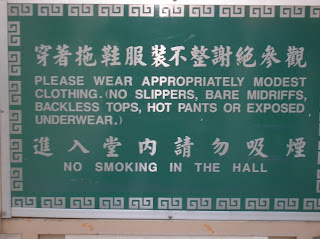 穿著拖鞋服裝不整謝絕參觀
PLEASE WEAR APPROPRIATELY MODEST
CLOTHING.(NO SLIPPERS, BARE MIDRIFFS,
BACKLESS TOPS, HOT PANTS OR EXPOSED
UNDERWEAR.)
進入堂內請勿吸煙
NO SMOKING IN THE HALL